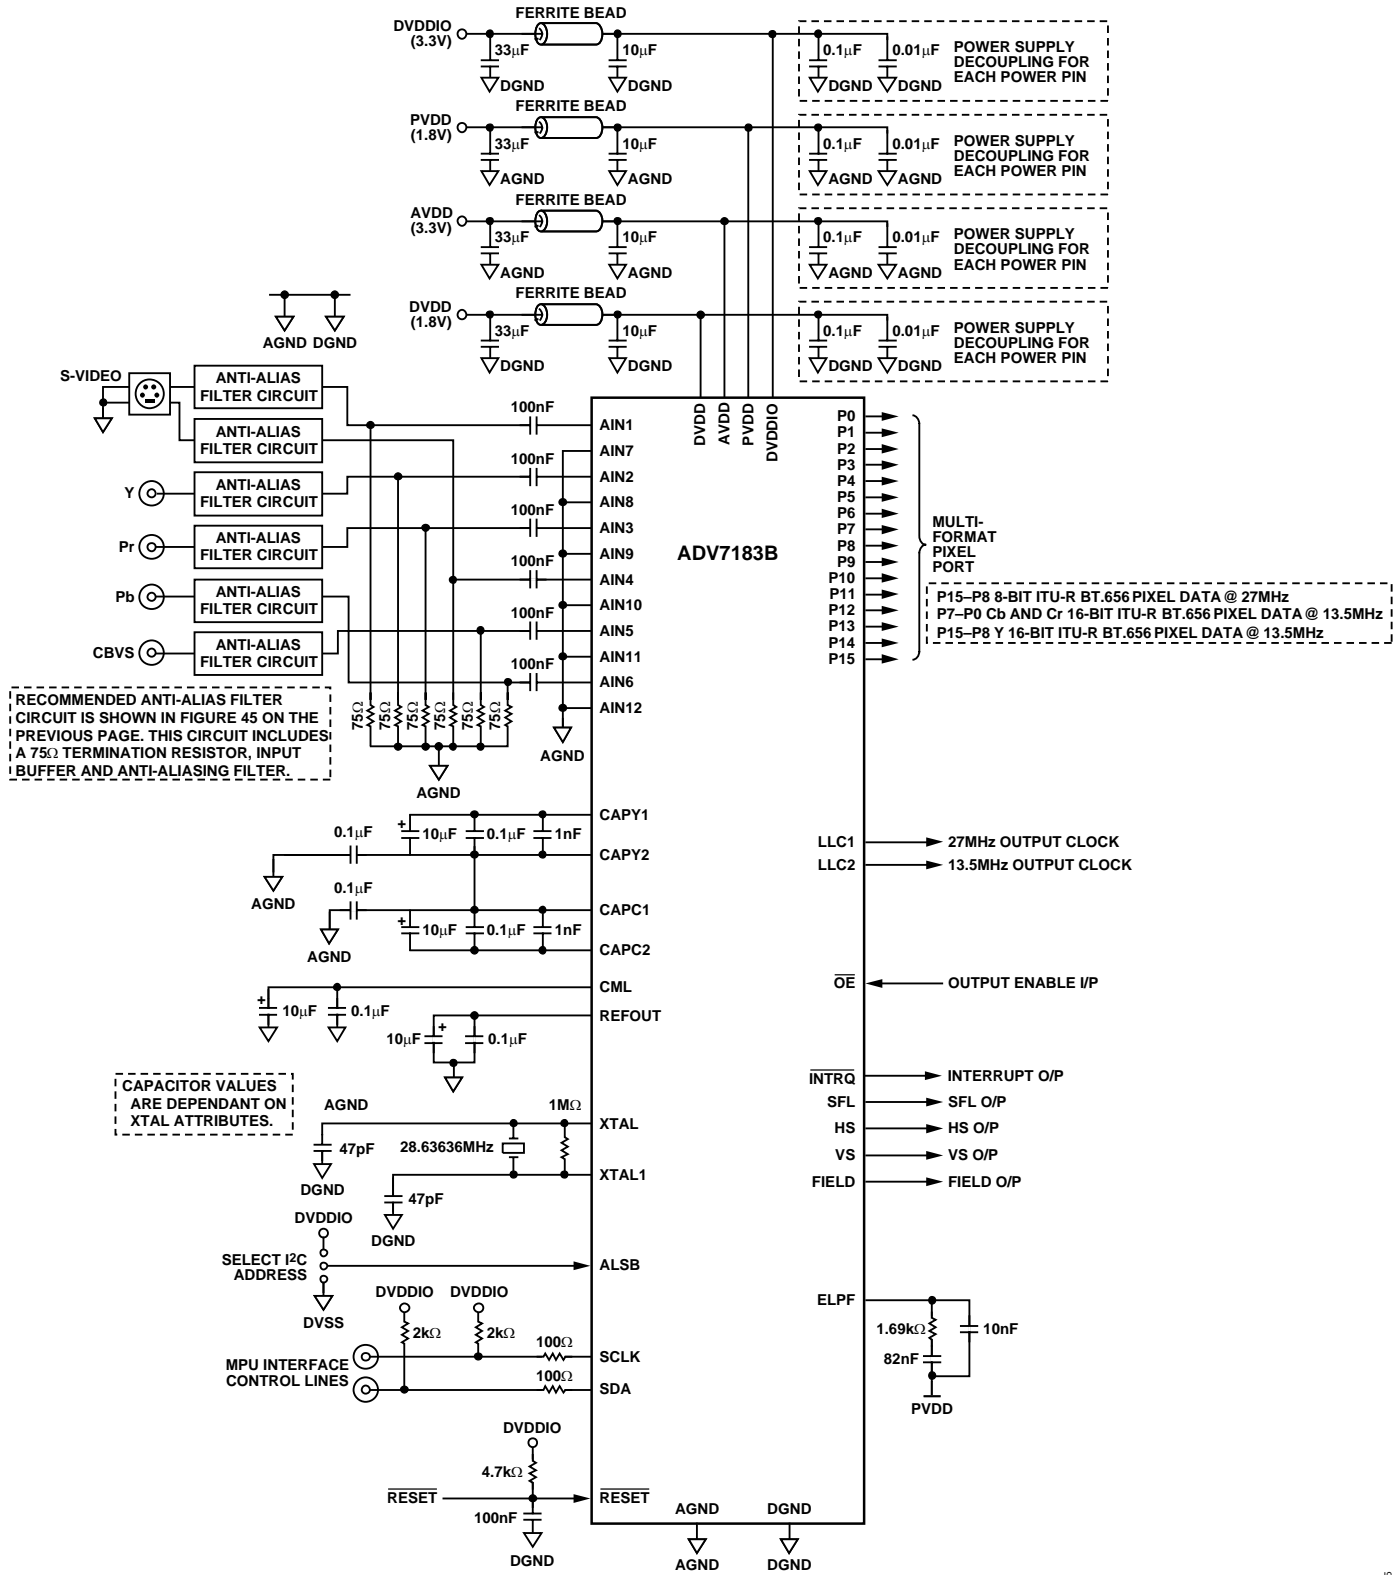 FERRITE BEAD
DVDDIO
(3.3V)
33µF
10µF
0.1µF
0.01µF
DGND
DGND
DGND
DGND
POWER SUPPLY
DECOUPLING FOR
EACH POWER PIN
FERRITE BEAD
PVDD
(1.8V)
33µF
10µF
0.1µF
0.01µF
AGND
AGND
AGND
AGND
POWER SUPPLY
DECOUPLING FOR
EACH POWER PIN
FERRITE BEAD
AVDD
(3.3V)
33µF
10µF
0.1µF
0.01µF
AGND
AGND
AGND
AGND
POWER SUPPLY
DECOUPLING FOR
EACH POWER PIN
FERRITE BEAD
DVDD
(1.8V)
33µF
10µF
0.1µF
0.01µF
DGND
DGND
DGND
DGND
POWER SUPPLY
DECOUPLING FOR
EACH POWER PIN
AGND DGND
S-VIDEO
ANTI-ALIAS
FILTER CIRCUIT
ANTI-ALIAS
FILTER CIRCUIT
Y
ANTI-ALIAS
FILTER CIRCUIT
Pr
ANTI-ALIAS
FILTER CIRCUIT
Pb
ANTI-ALIAS
FILTER CIRCUIT
CBVS
ANTI-ALIAS
FILTER CIRCUIT
RECOMMENDED ANTI-ALIAS FILTER
CIRCUIT IS SHOWN IN FIGURE 45 ON THE
PREVIOUS PAGE. THIS CIRCUIT INCLUDES
A 75Ω TERMINATION RESISTOR, INPUT
BUFFER AND ANTI-ALIASING FILTER.
100nF
100nF
100nF
100nF
100nF
100nF
75Ω
75Ω
75Ω
75Ω
75Ω
75Ω
AGND
AGND
DVDD
AVDD
PVDD
DVDDIO
ADV7183B
AIN1
AIN7
AIN2
AIN8
AIN3
AIN9
AIN4
AIN10
AIN5
AIN11
AIN6
AIN12
P0
P1
P2
P3
P4
P5
P6
P7
P8
P9
P10
P11
P12
P13
P14
P15
MULTI-
FORMAT
PIXEL
PORT
P15–P8 8-BIT ITU-R BT.656 PIXEL DATA @ 27MHz
P7–P0 Cb AND Cr 16-BIT ITU-R BT.656 PIXEL DATA @ 13.5MHz
P15–P8 Y 16-BIT ITU-R BT.656 PIXEL DATA @ 13.5MHz
CAPY1
+
10µF
0.1µF
1nF
0.1µF
CAPY2
AGND
0.1µF
CAPC1
+
10µF
0.1µF
1nF
AGND
CAPC2
CML
+
10µF
0.1µF
REFOUT
10µF
+
0.1µF
LLC1
27MHz OUTPUT CLOCK
LLC2
13.5MHz OUTPUT CLOCK
OE
OUTPUT ENABLE I/P
INTRQ
INTERRUPT O/P
SFL
SFL O/P
HS
HS O/P
VS
VS O/P
FIELD
FIELD O/P
CAPACITOR VALUES
ARE DEPENDANT ON
XTAL ATTRIBUTES.
AGND
1MΩ
XTAL
47pF
28.63636MHz
DGND
XTAL1
47pF
DGND
DVDDIO
SELECT I²C
ADDRESS
DVSS
ALSB
DVDDIO
DVDDIO
2kΩ
2kΩ
100Ω
SCLK
MPU INTERFACE
CONTROL LINES
100Ω
SDA
ELPF
1.69kΩ
10nF
82nF
PVDD
DVDDIO
4.7kΩ
RESET
RESET
100nF
DGND
AGND
DGND
AGND
DGND